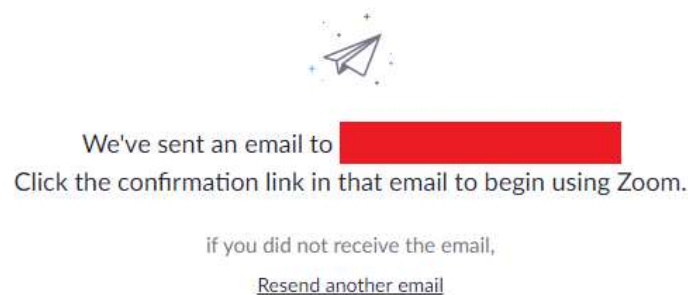 We've sent an email to
Click the confirmation link in that email to begin using Zoom.
if you did not receive the email,
Resend another email